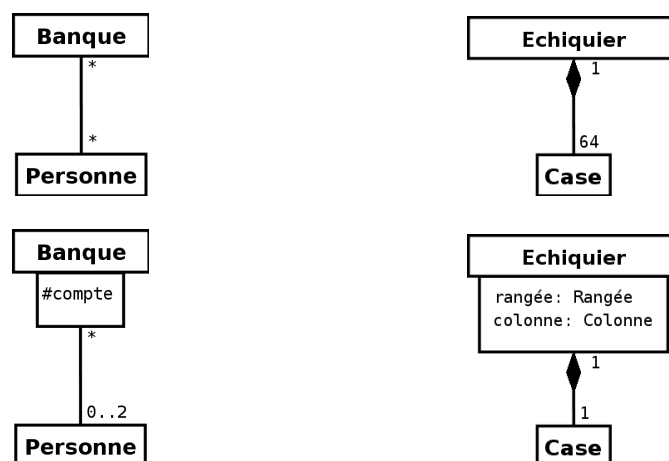 Banque
*
*
Personne
Echiquier
1
64
Case
Banque
#compte
*
0..2
Personne
Echiquier
rangée: Rangée
colonne: Colonne
1
1
Case